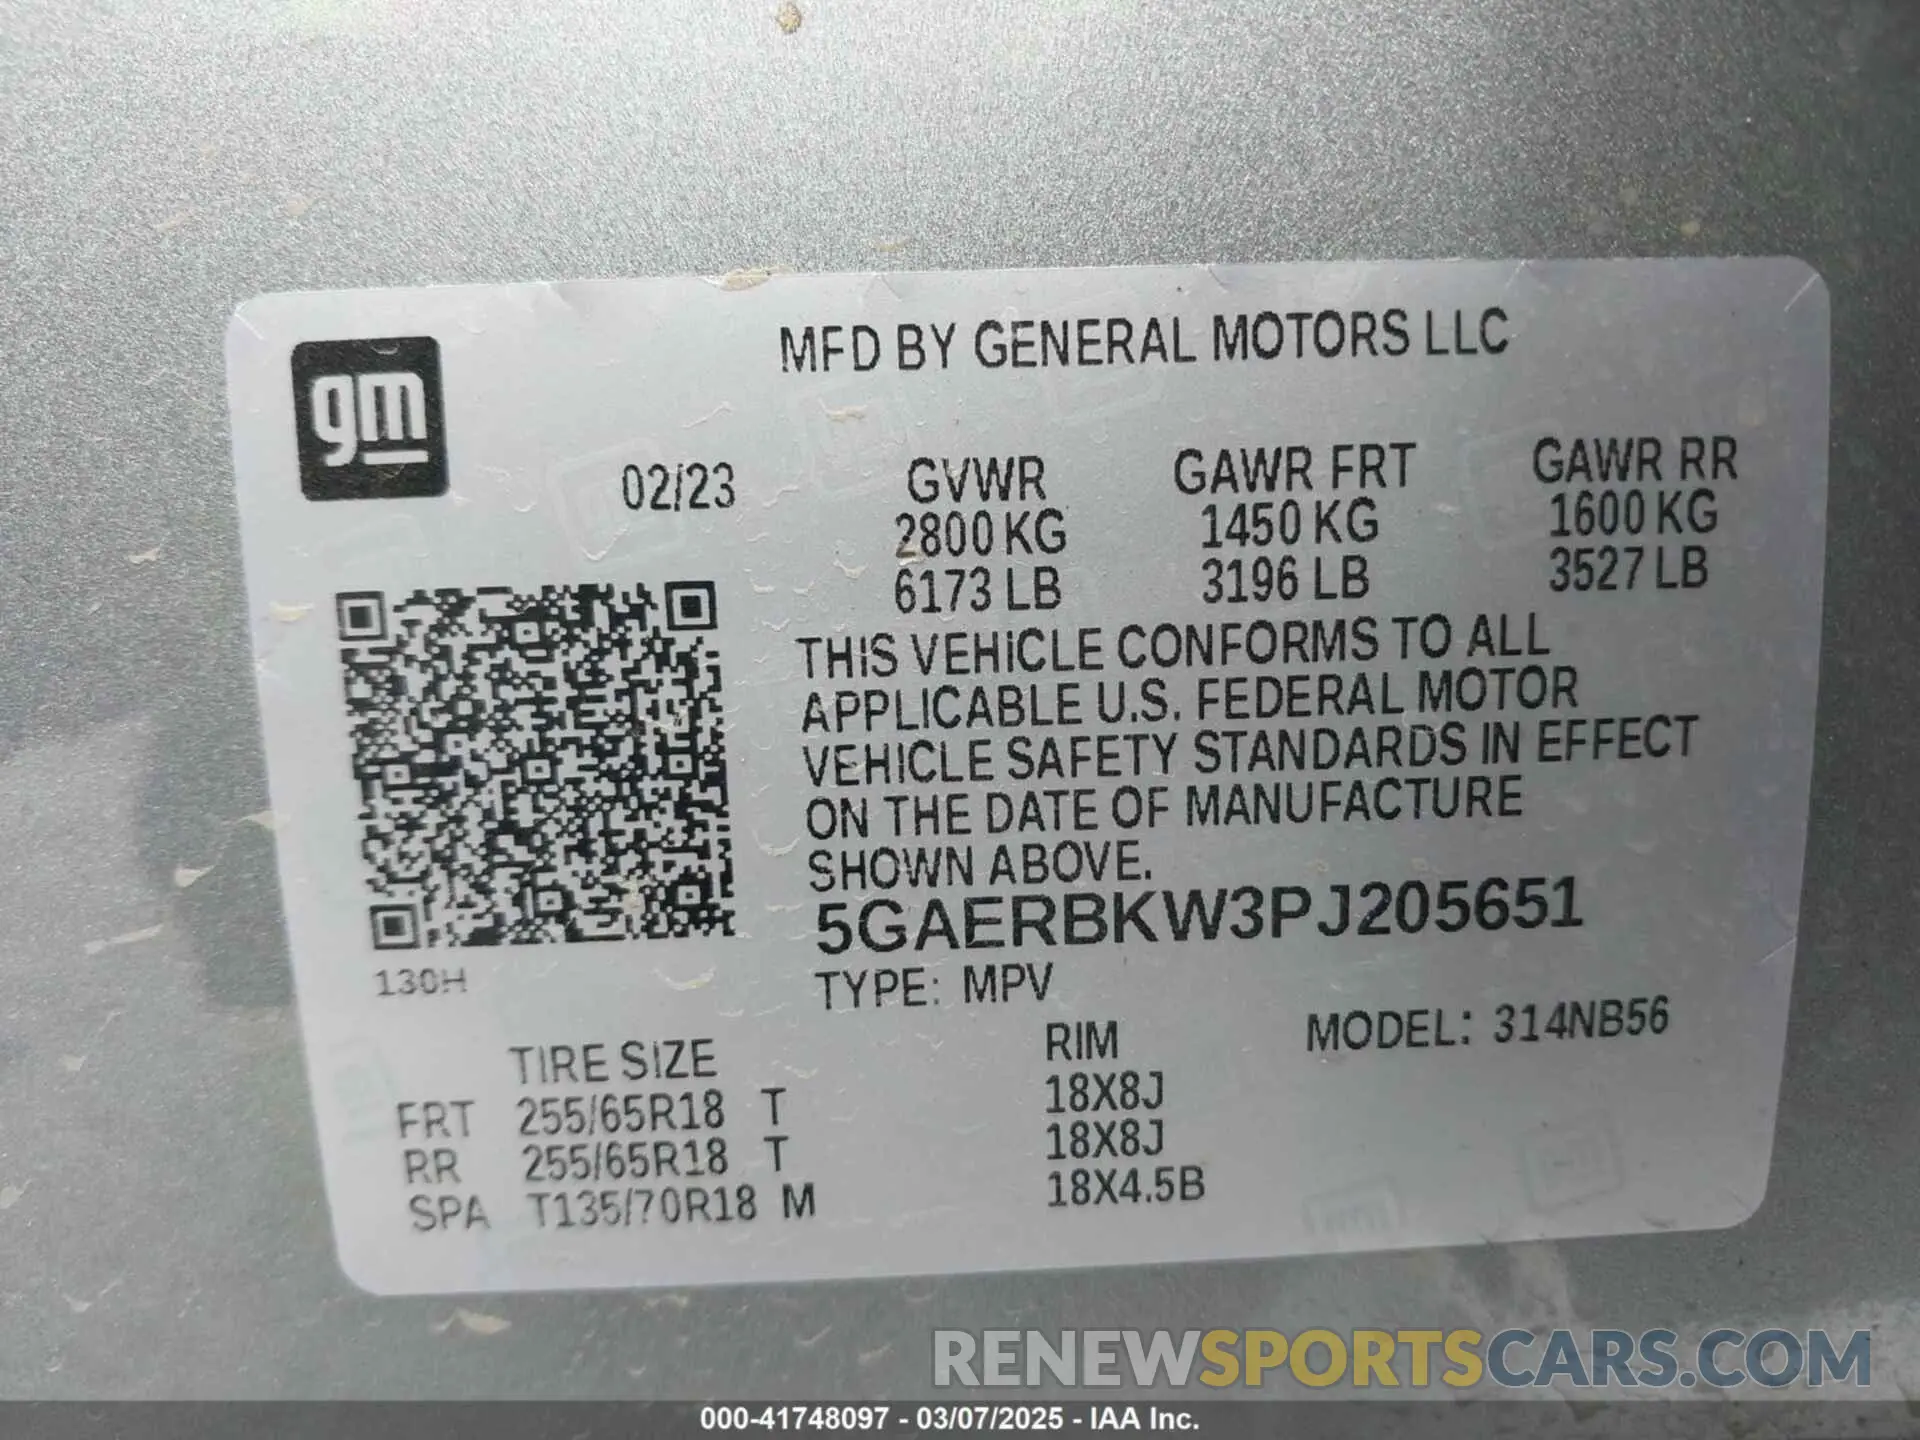 gm
MFD BY GENERAL MOTORS LLC
02/23
GVWR GAWR FRT GAWR RR
2800 KG 1450 KG 1600 KG
6173 LB 3196 LB 3527 LB
THIS VEHICLE CONFORMS TO ALL
APPLICABLE U.S. FEDERAL MOTOR
VEHICLE SAFETY STANDARDS IN EFFECT
ON THE DATE OF MANUFACTURE
SHOWN ABOVE.
5GAERBKW3PJ205651
130H
TYPE: MPV
MODEL: 314NB56
TIRE SIZE RIM
FRT 255/65R18 T 18X8J
RR 255/65R18 T 18X8J
SPA T135/70R18 M 18X4.5B
RENEWSPORTSCARS.COM
000-41748097 - 03/07/2025 - IAA Inc.